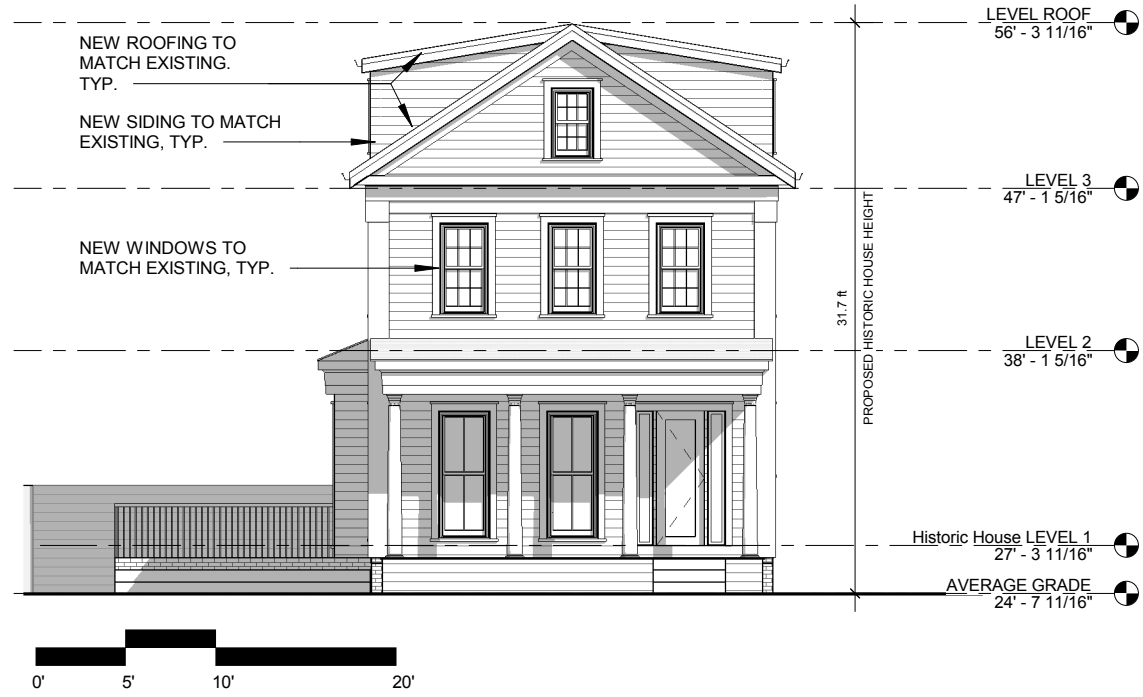 LEVEL ROOF
56' - 3 11/16"
NEW ROOFING TO
MATCH EXISTING.
TYP.
NEW SIDING TO MATCH
EXISTING, TYP.
LEVEL 3
47' - 1 5/16"
NEW WINDOWS TO
MATCH EXISTING, TYP.
31.7 ft
PROPOSED HISTORIC HOUSE HEIGHT
LEVEL 2
38' - 1 5/16"
Historic House LEVEL 1
27' - 3 11/16"
AVERAGE GRADE
24' - 7 11/16"
0' 5' 10' 20'